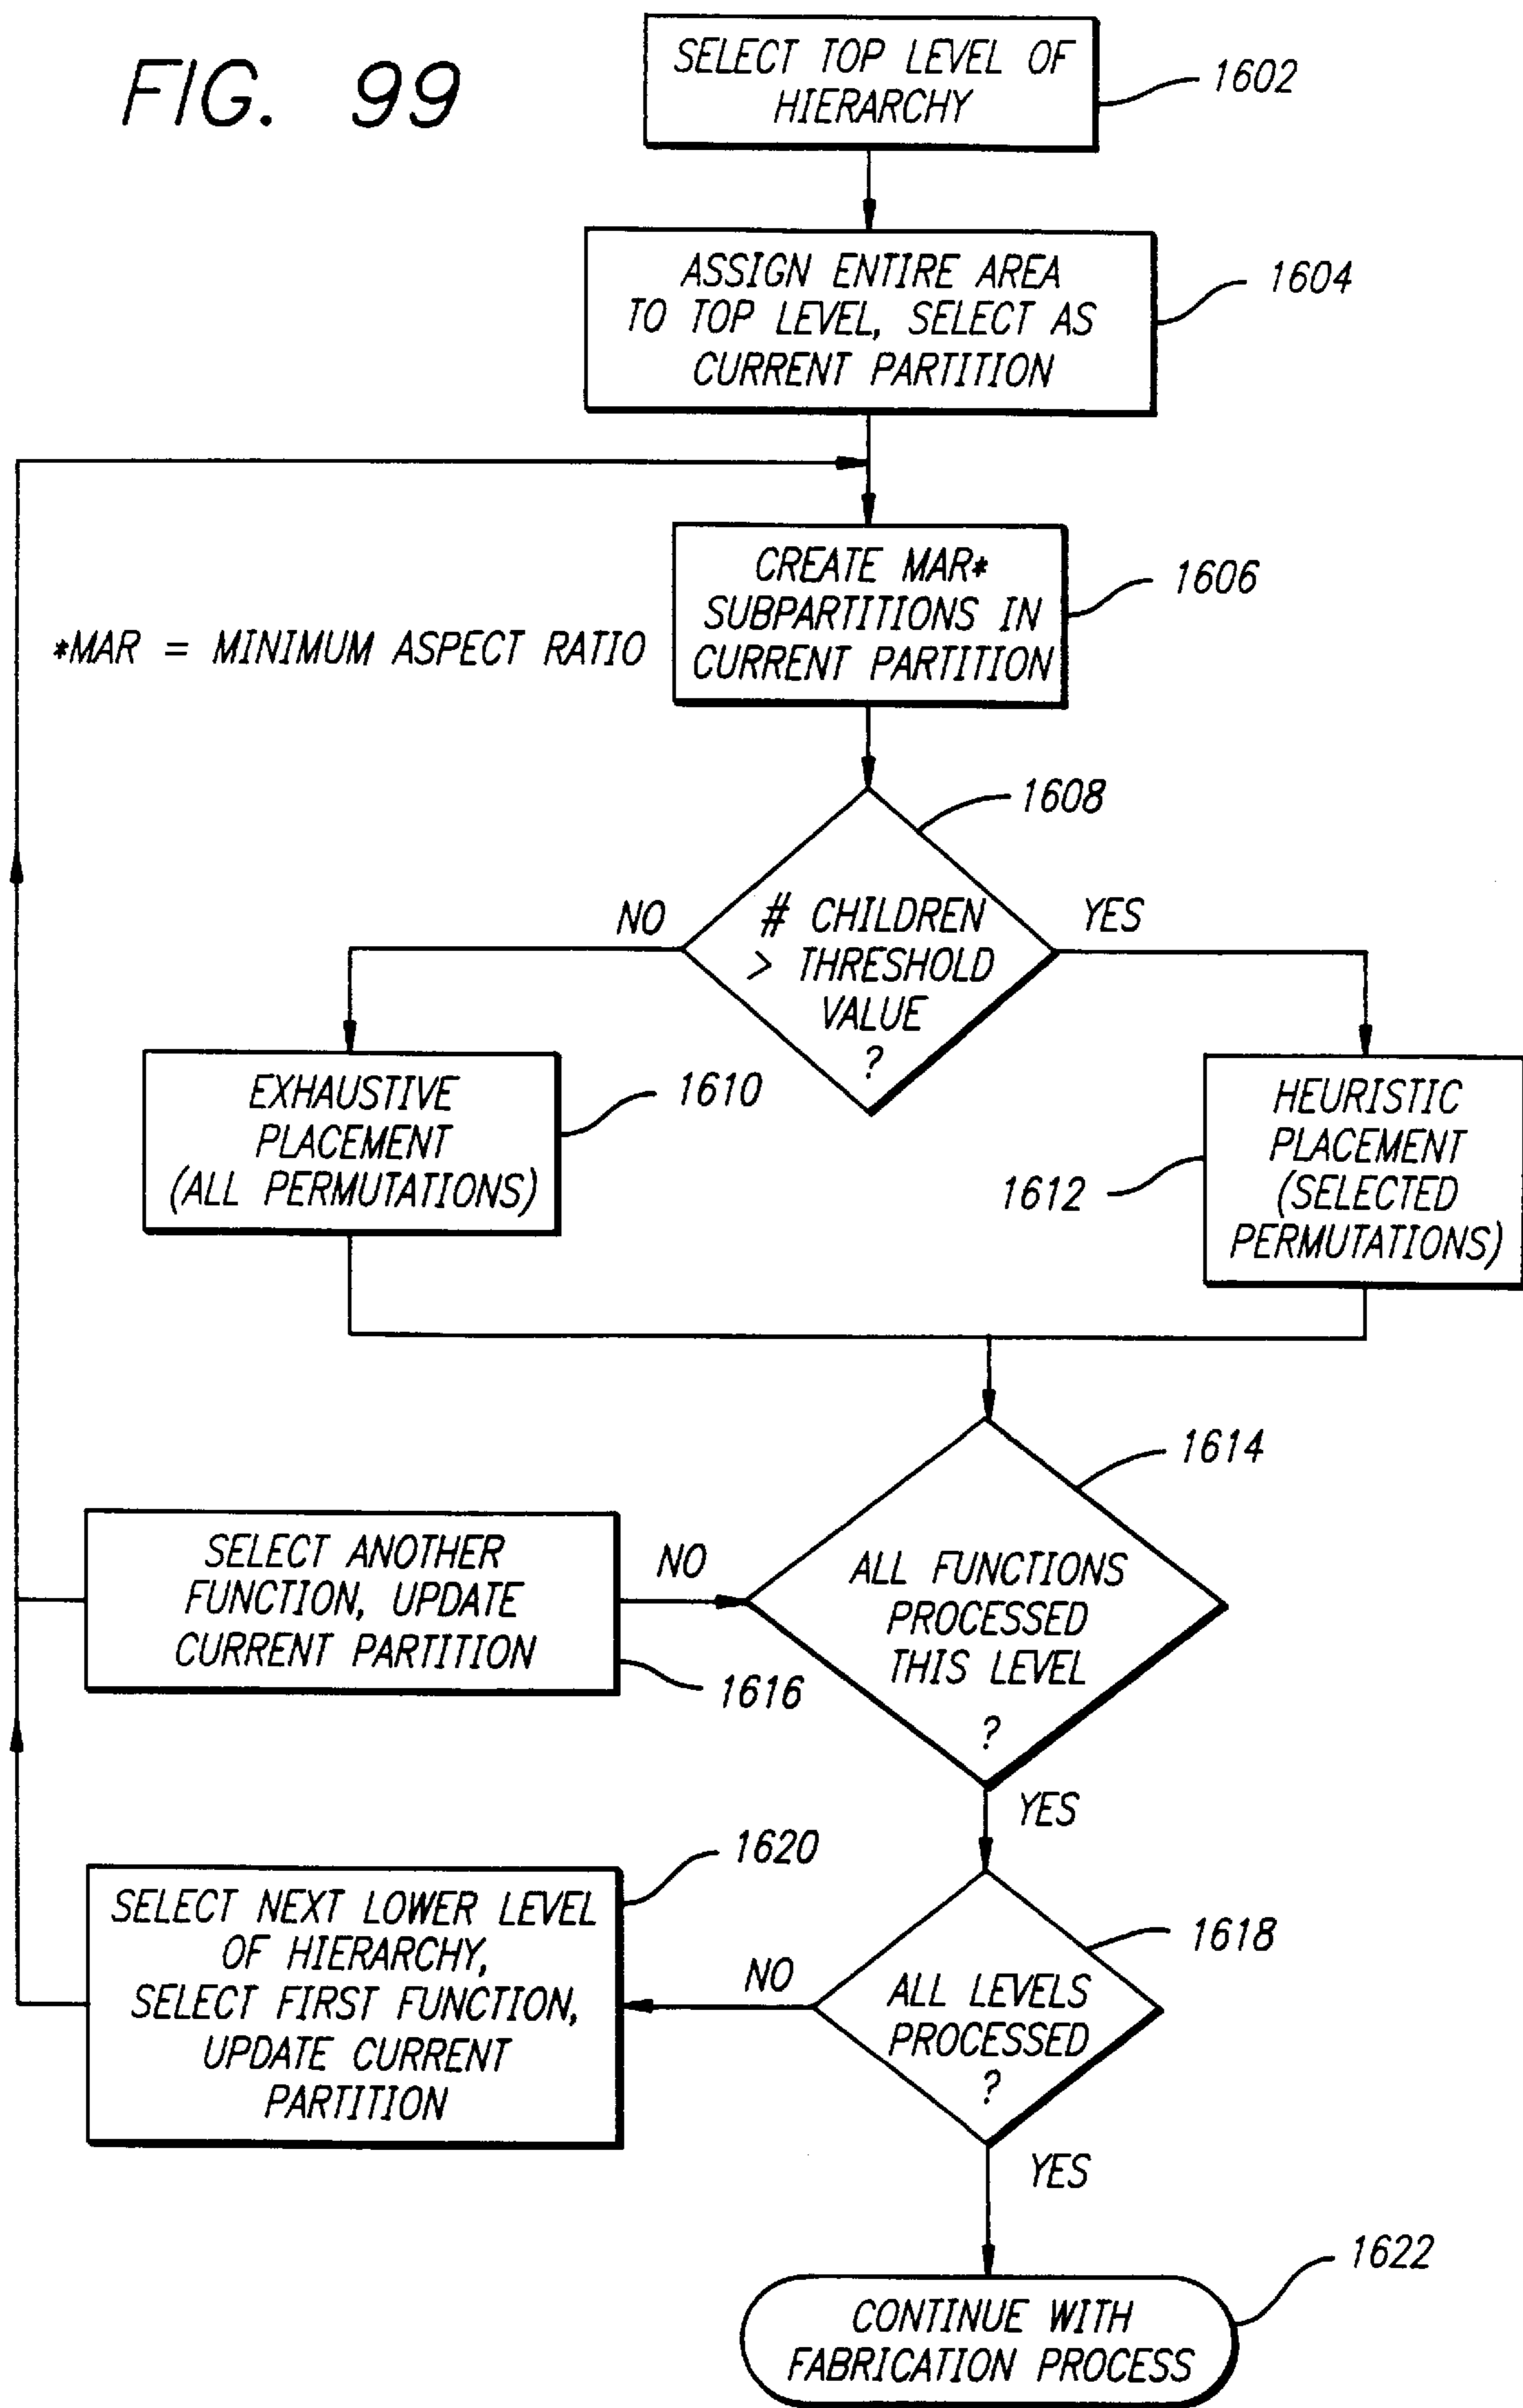 FIG. 99
SELECT TOP LEVEL OF
HIERARCHY
1602
ASSIGN ENTIRE AREA
TO TOP LEVEL, SELECT AS
CURRENT PARTITION
1604
CREATE MAR*
SUBPARTITIONS IN
CURRENT PARTITION
1606
*MAR = MINIMUM ASPECT RATIO
1608
# CHILDREN
> THRESHOLD
VALUE
?
NO
YES
EXHAUSTIVE
PLACEMENT
(ALL PERMUTATIONS)
1610
HEURISTIC
PLACEMENT
(SELECTED
PERMUTATIONS)
1612
1614
ALL FUNCTIONS
PROCESSED
THIS LEVEL
?
NO
SELECT ANOTHER
FUNCTION, UPDATE
CURRENT PARTITION
1616
YES
1618
ALL LEVELS
PROCESSED
?
NO
1620
SELECT NEXT LOWER LEVEL
OF HIERARCHY,
SELECT FIRST FUNCTION,
UPDATE CURRENT
PARTITION
YES
1622
CONTINUE WITH
FABRICATION PROCESS